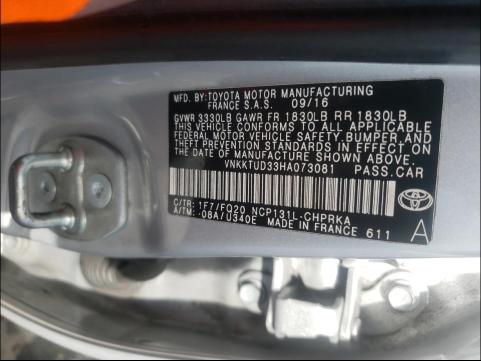 MFD. BY: TOYOTA MOTOR MANUFACTURING
FRANCE S.A.S. 09/16
GVWR 3330LB GAWR FR 1830LB RR 1830LB
THIS VEHICLE CONFORMS TO ALL APPLICABLE
FEDERAL MOTOR VEHICLE SAFETY, BUMPER, AND
THEFT PREVENTION STANDARDS IN EFFECT ON
THE DATE OF MANUFACTURE SHOWN ABOVE.
VNKKTUD33HA073081 PASS.CAR
C/TR: 1F7/FQ20 NCP131L-CHPRKA
A/TM: -08A/U340E MADE IN FRANCE 611
A